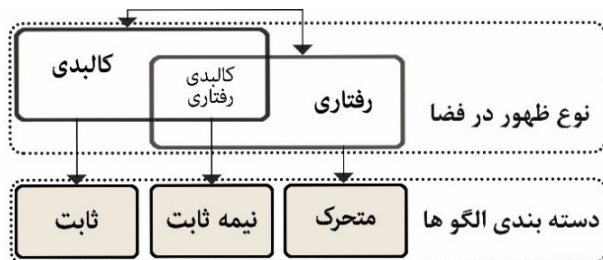 کالبدی
کالبدی
رفتاری
رفتاری
نوع ظهور در فضا
دسته بندی الگو ها
متحرک
نیمه ثابت
ثابت